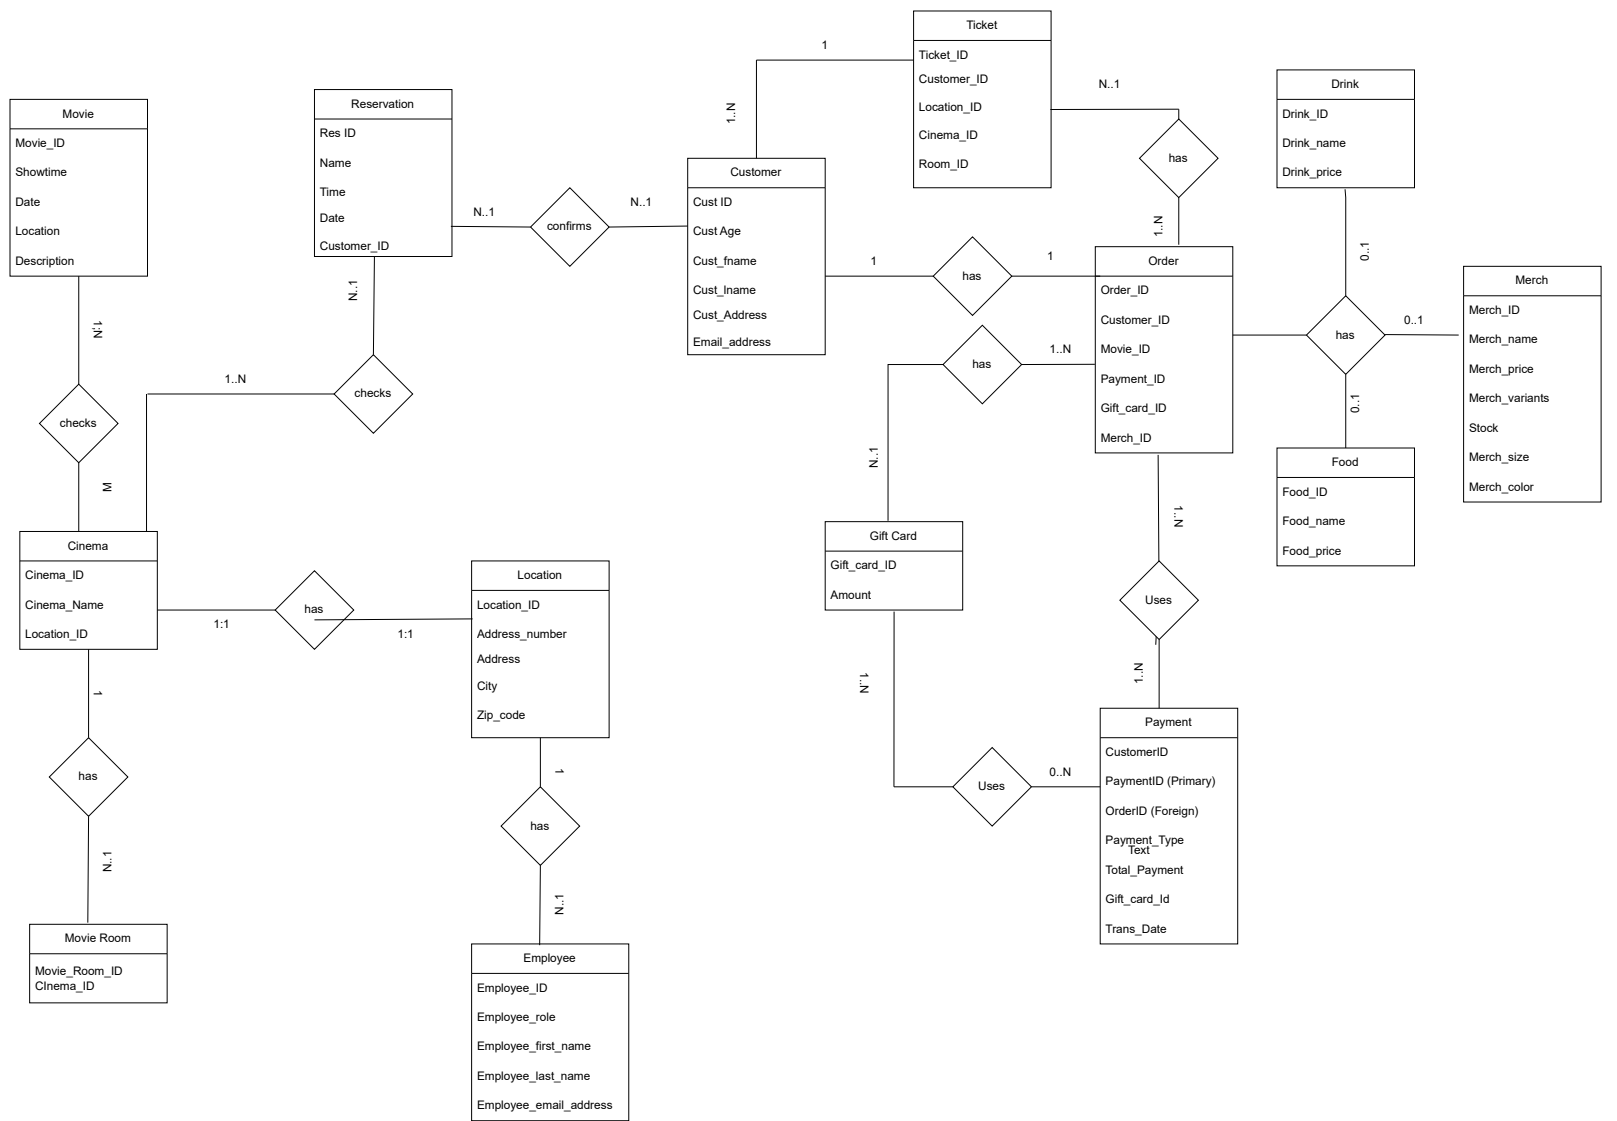 Movie
Movie_ID
Showtime
Date
Location
Description
1:N
checks
M
Reservation
Res ID
Name
Time
Date
Customer_ID
N..1
confirms
N..1
N..1
checks
1..N
Customer
Cust ID
Cust Age
Cust_fname
Cust_lname
Cust_Address
Email_address
1..N
1
Ticket
Ticket_ID
Customer_ID
Location_ID
Cinema_ID
Room_ID
N..1
has
1..N
1
has
1
Order
Order_ID
Customer_ID
Movie_ID
Payment_ID
Gift_card_ID
Merch_ID
has
1..N
N..1
Drink
Drink_ID
Drink_name
Drink_price
0..1
has
0..1
0..1
Merch
Merch_ID
Merch_name
Merch_price
Merch_variants
Stock
Merch_size
Merch_color
Food
Food_ID
Food_name
Food_price
Cinema
Cinema_ID
Cinema_Name
Location_ID
1:1
has
1:1
Location
Location_ID
Address_number
Address
City
Zip_code
Gift Card
Gift_card_ID
Amount
1..N
Uses
1..N
1..N
Uses
0..N
Payment
CustomerID
PaymentID (Primary)
OrderID (Foreign)
Payment_Type
Text
Total_Payment
Gift_card_Id
Trans_Date
1
has
N..1
Movie Room
Movie_Room_ID
CInema_ID
1
has
N..1
Employee
Employee_ID
Employee_role
Employee_first_name
Employee_last_name
Employee_email_address